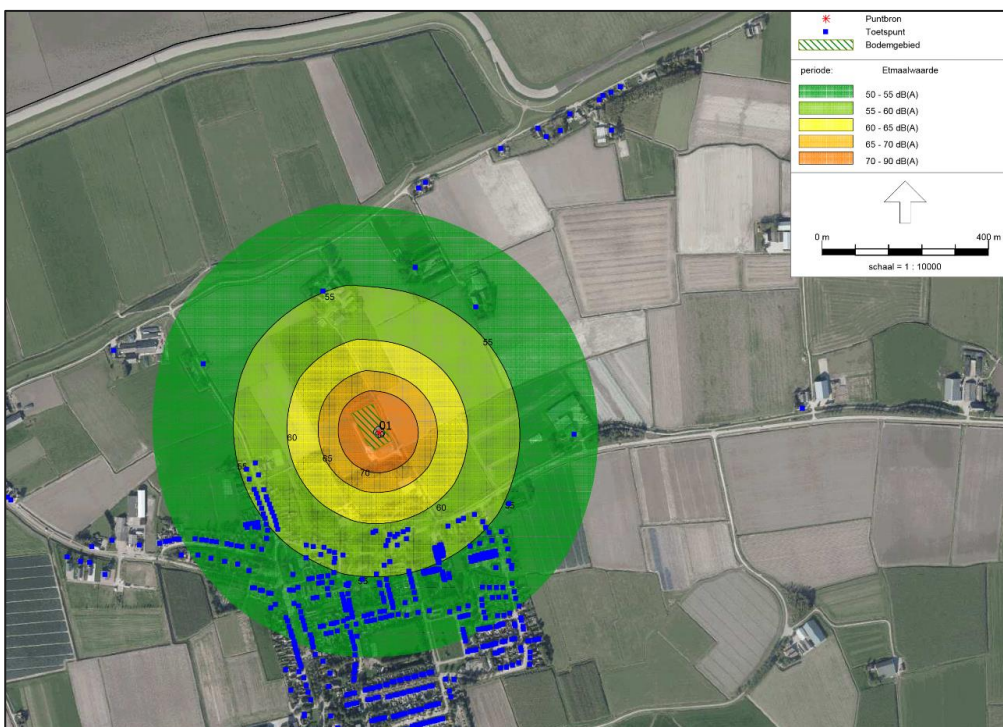 Puntbron
Toetspunt
Bodemgebied
periode: Etmaalwaarde
50 - 55 dB(A)
55 - 60 dB(A)
60 - 65 dB(A)
65 - 70 dB(A)
70 - 90 dB(A)
0 m 400 m
schaal = 1 : 10000
55
55
01
60
65
55
70
60
55